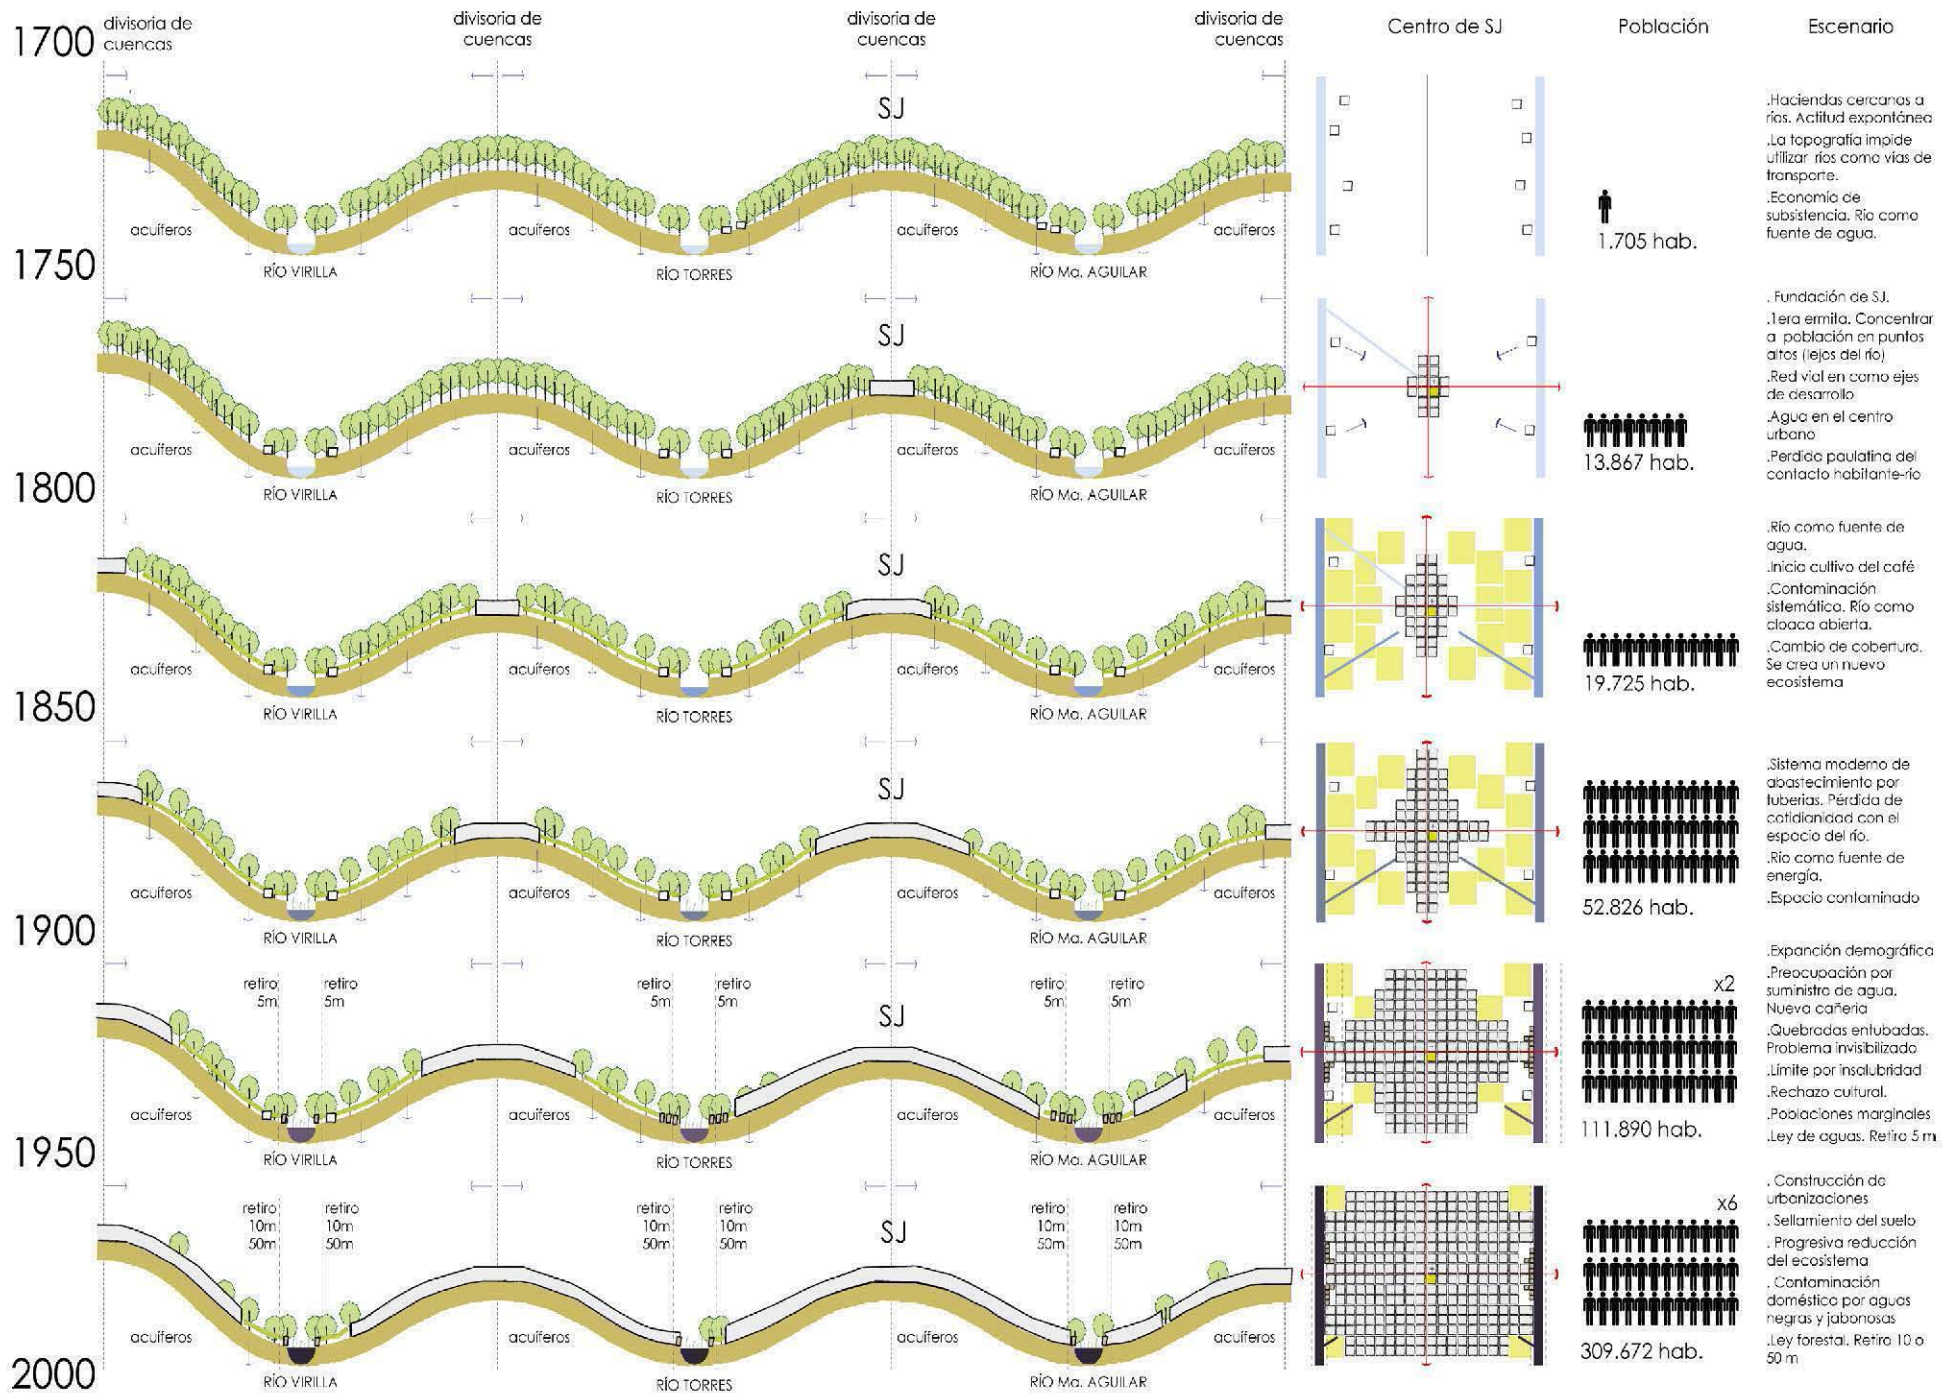 1700
divisoria de
cuencas
divisoria de
cuencas
divisoria de
cuencas
divisoria de
cuencas
Centro de SJ
Población
Escenario
SJ
acuíferos
acuíferos
acuíferos
acuíferos
RÍO VIRILLA
RÍO TORRES
RÍO Ma. AGUILAR
1.705 hab.
.Haciendas cercanas a
ríos. Actitud expontánea
.La topografía impide
utilizar ríos como vías de
transporte.
.Economía de
subsistencia. Río como
fuente de agua.
1750
SJ
acuíferos
acuíferos
acuíferos
acuíferos
RÍO VIRILLA
RÍO TORRES
RÍO Ma. AGUILAR
13.867 hab.
. Fundación de SJ.
.1era ermita. Concentrar
a población en puntos
altos (lejos del río)
.Red vial en como ejes
de desarrollo
.Agua en el centro
urbano
.Perdida paulatina del
contacto habitante-río
1800
SJ
acuíferos
acuíferos
acuíferos
acuíferos
RÍO VIRILLA
RÍO TORRES
RÍO Ma. AGUILAR
19.725 hab.
.Río como fuente de
agua.
.Inicia cultivo del café
.Contaminación
sistemática. Río como
cloaca abierta.
.Cambio de cobertura.
Se crea un nuevo
ecosistema
1850
SJ
acuíferos
acuíferos
acuíferos
acuíferos
RÍO VIRILLA
RÍO TORRES
RÍO Ma. AGUILAR
52.826 hab.
.Sistema moderno de
abastecimiento por
tuberias. Pérdida de
cotidianidad con el
espacio del río.
.Río como fuente de
energía.
.Espacio contaminado
1900
retiro
5m
retiro
5m
retiro
5m
retiro
5m
retiro
5m
retiro
5m
SJ
acuíferos
acuíferos
acuíferos
acuíferos
RÍO VIRILLA
RÍO TORRES
RÍO Ma. AGUILAR
x2
111.890 hab.
.Expanción demográfica
.Preocupación por
suministro de agua.
Nueva cañeria
.Quebradas entubadas.
Problema invisibilizado
.Límite por insalubridad
.Rechazo cultural.
.Poblaciones marginales
.Ley de aguas. Retiro 5 m
1950
retiro
10m
50m
retiro
10m
50m
retiro
10m
50m
retiro
10m
50m
retiro
10m
50m
retiro
10m
50m
SJ
acuíferos
acuíferos
acuíferos
acuíferos
RÍO VIRILLA
RÍO TORRES
RÍO Ma. AGUILAR
x6
309.672 hab.
. Construcción de
urbanizaciones
. Sellamiento del suelo
. Progresiva reducción
del ecosistema
. Contaminación
doméstica por aguas
negras y jabonosas
.Ley forestal. Retiro 10 o
50 m
2000